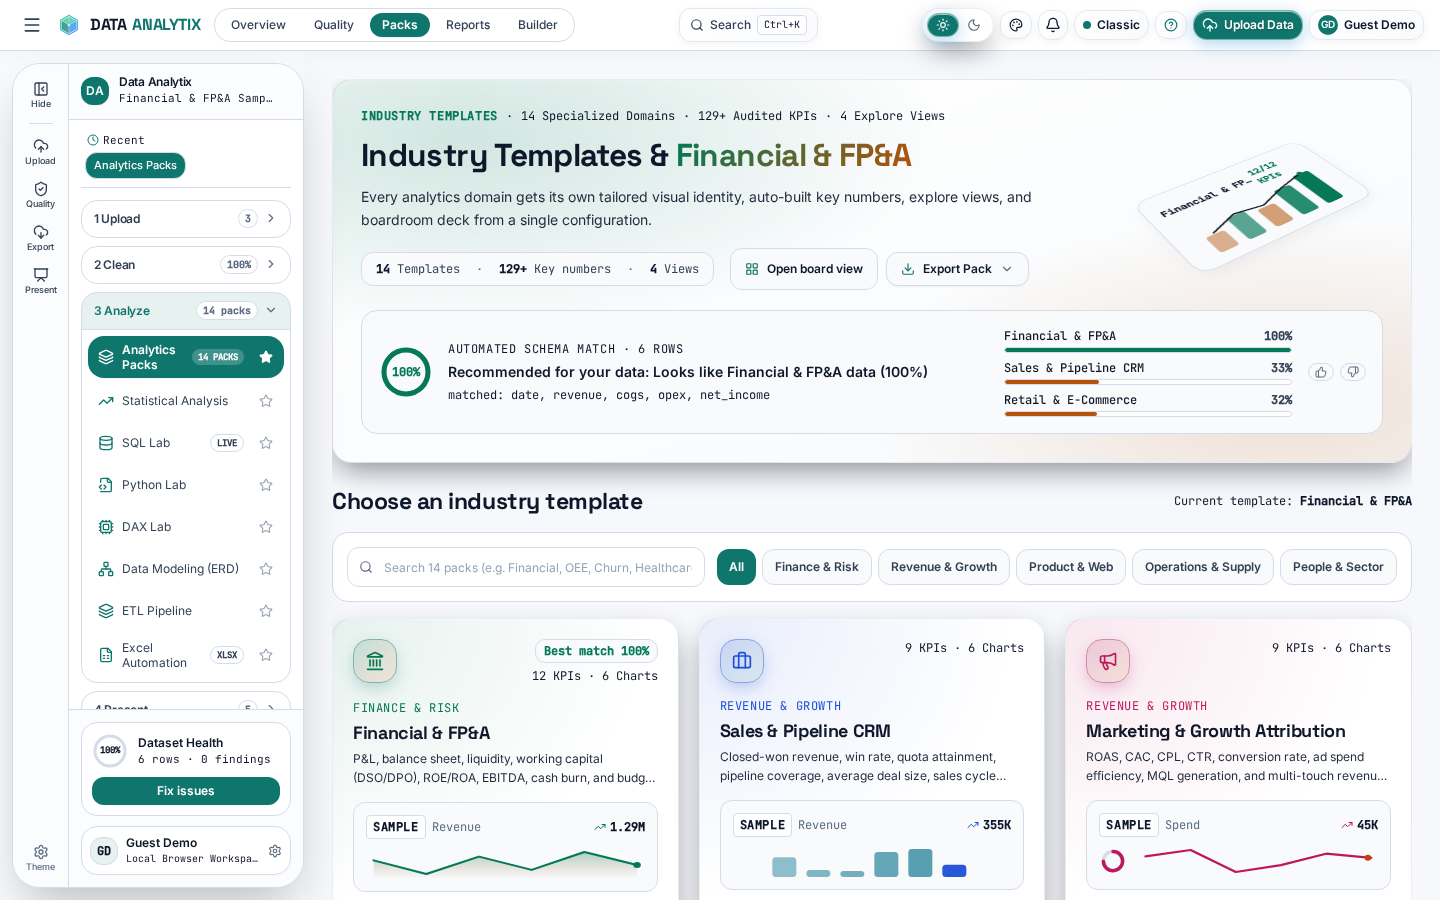 DATA ANALYTIX
Overview
Quality
Packs
Reports
Builder
Search
Ctrl+K
Classic
Upload Data
GD
Guest Demo
Hide
Upload
Quality
Export
Present
Theme
DA
Data Analytix
Financial & FP&A Samp…
Recent
Analytics Packs
1 Upload
3
2 Clean
100%
3 Analyze
14 packs
Analytics Packs
14 PACKS
Statistical Analysis
SQL Lab
LIVE
Python Lab
DAX Lab
Data Modeling (ERD)
ETL Pipeline
Excel Automation
XLSX
4 Present
5
100%
Dataset Health
6 rows · 0 findings
Fix issues
GD
Guest Demo
Local Browser Workspa…
INDUSTRY TEMPLATES · 14 Specialized Domains · 129+ Audited KPIs · 4 Explore Views
Industry Templates & Financial & FP&A
Every analytics domain gets its own tailored visual identity, auto-built key numbers, explore views, and
boardroom deck from a single configuration.
14 Templates · 129+ Key numbers · 4 Views
Open board view
Export Pack
Financial & FP…
12/12 KPIs
100%
AUTOMATED SCHEMA MATCH · 6 ROWS
Recommended for your data: Looks like Financial & FP&A data (100%)
matched: date, revenue, cogs, opex, net_income
Financial & FP&A 100%
Sales & Pipeline CRM 33%
Retail & E-Commerce 32%
Choose an industry template
Current template: Financial & FP&A
Search 14 packs (e.g. Financial, OEE, Churn, Healthcar
All
Finance & Risk
Revenue & Growth
Product & Web
Operations & Supply
People & Sector
Best match 100%
12 KPIs · 6 Charts
FINANCE & RISK
Financial & FP&A
P&L, balance sheet, liquidity, working capital
(DSO/DPO), ROE/ROA, EBITDA, cash burn, and budg…
SAMPLE Revenue 1.29M
9 KPIs · 6 Charts
REVENUE & GROWTH
Sales & Pipeline CRM
Closed-won revenue, win rate, quota attainment,
pipeline coverage, average deal size, sales cycle…
SAMPLE Revenue 355K
9 KPIs · 6 Charts
REVENUE & GROWTH
Marketing & Growth Attribution
ROAS, CAC, CPL, CTR, conversion rate, ad spend
efficiency, MQL generation, and multi-touch revenu…
SAMPLE Spend 45K